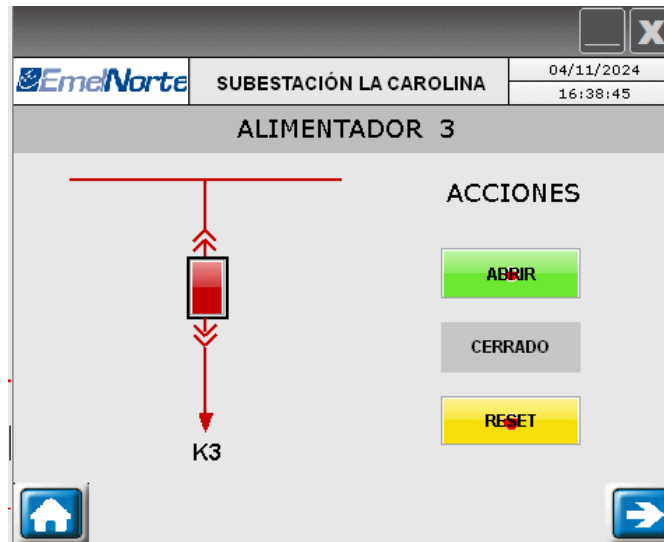 _ X
EmelNorte
SUBESTACIÓN LA CAROLINA
04/11/2024
16:38:45
ALIMENTADOR 3
ACCIONES
ABRIR
CERRADO
RESET
K3